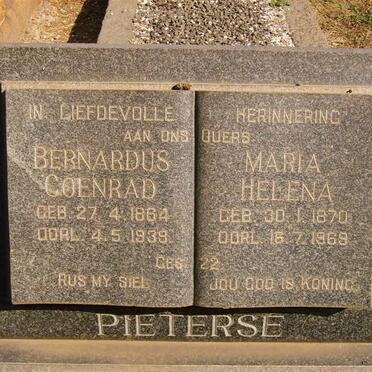 IN LIEFDEVOLLE HERINNERING
AAN ONS OUERS
BERNARDUS
COENRAD
GEB. 27.4.1864
OORL. 4.5.1939
MARIA
HELENA
GEB. 30.1.1870
OORL. 16.7.1969
GES. 22
RUS MY SIEL JOU GOD IS KONING
PIETERSE